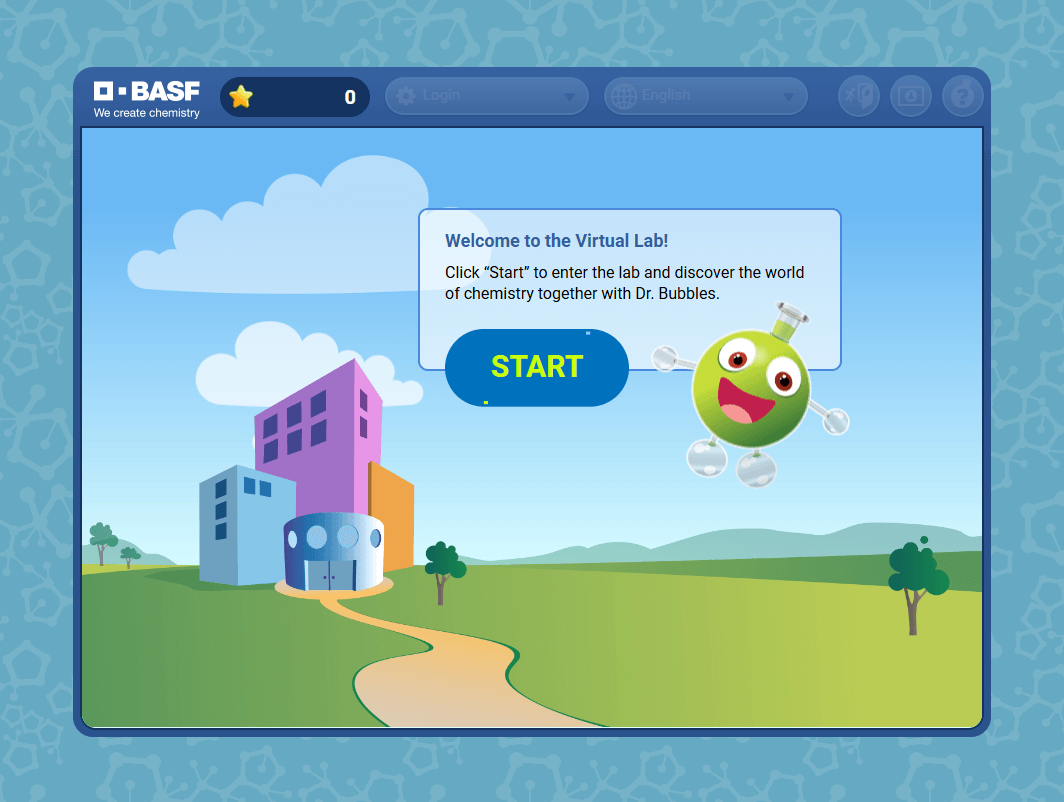 BASF
We create chemistry
0
Login
English
?
Welcome to the Virtual Lab!
Click “Start” to enter the lab and discover the world
of chemistry together with Dr. Bubbles.
START